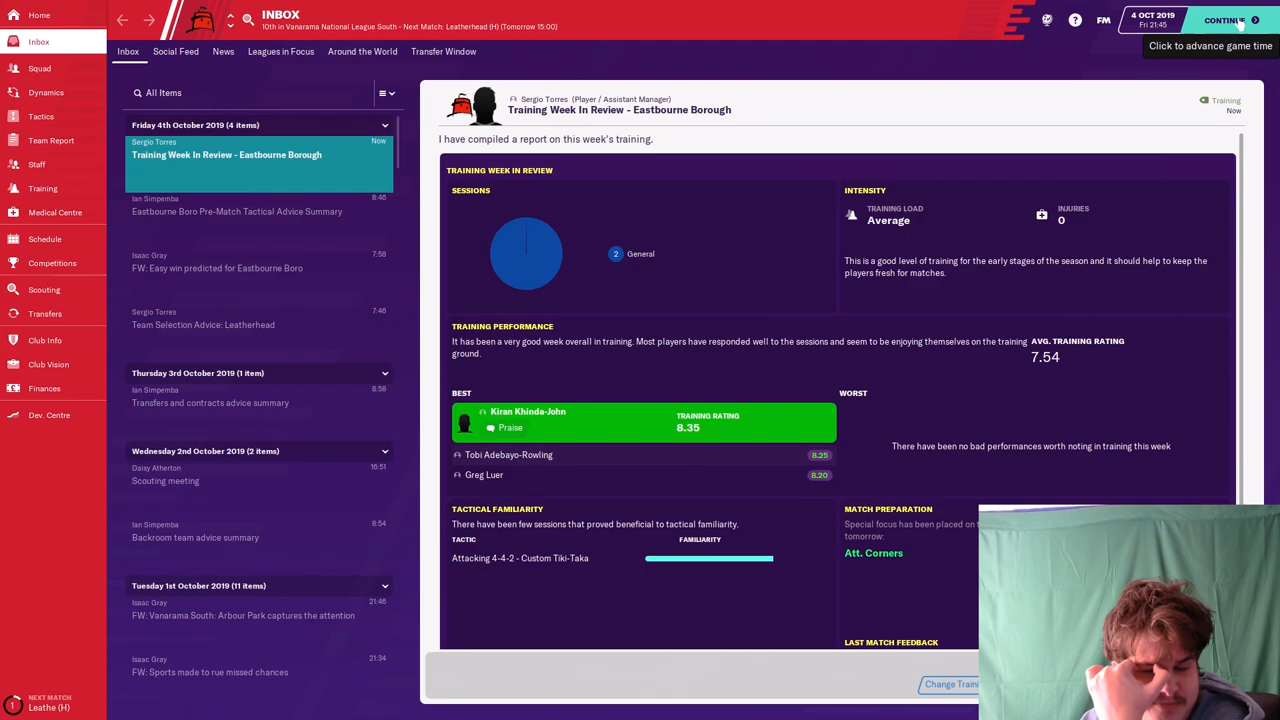 Home
INBOX
10th in Vanarama National League South - Next Match: Leatherhead (H) (Tomorrow 15:00)
FM
4 OCT 2019
Fri 21:45
CONTINUE
Click to advance game time
Inbox
Squad
Dynamics
Tactics
Team Report
Staff
Training
Medical Centre
Schedule
Competitions
Scouting
Transfers
Club Info
Club Vision
Finances
Dev. Centre
1
NEXT MATCH
Leathe (H)
Inbox
Social Feed
News
Leagues in Focus
Around the World
Transfer Window
All Items
Friday 4th October 2019 (4 items)
Sergio Torres
Now
Training Week In Review - Eastbourne Borough
Ian Simpemba
8:46
Eastbourne Boro Pre-Match Tactical Advice Summary
Isaac Gray
7:58
FW: Easy win predicted for Eastbourne Boro
Sergio Torres
7:46
Team Selection Advice: Leatherhead
Thursday 3rd October 2019 (1 item)
Ian Simpemba
8:58
Transfers and contracts advice summary
Wednesday 2nd October 2019 (2 items)
Daisy Atherton
16:51
Scouting meeting
Ian Simpemba
8:54
Backroom team advice summary
Tuesday 1st October 2019 (11 items)
Isaac Gray
21:46
FW: Vanarama South: Arbour Park captures the attention
Isaac Gray
21:34
FW: Sports made to rue missed chances
Sergio Torres (Player / Assistant Manager)
Training Week In Review - Eastbourne Borough
Training
Now
I have compiled a report on this week's training.
TRAINING WEEK IN REVIEW
SESSIONS
2 General
INTENSITY
TRAINING LOAD
Average
INJURIES
0
This is a good level of training for the early stages of the season and it should help to keep the
players fresh for matches.
TRAINING PERFORMANCE
It has been a very good week overall in training. Most players have responded well to the sessions and seem to be enjoying themselves on the training
ground.
AVG. TRAINING RATING
7.54
BEST
Kiran Khinda-John
Praise
TRAINING RATING
8.35
Tobi Adebayo-Rowling
8.25
Greg Luer
8.20
WORST
There have been no bad performances worth noting in training this week
TACTICAL FAMILIARITY
There have been few sessions that proved beneficial to tactical familiarity.
TACTIC
FAMILIARITY
Attacking 4-4-2 - Custom Tiki-Taka
MATCH PREPARATION
Special focus has been placed on
tomorrow:
Att. Corners
LAST MATCH FEEDBACK
Change